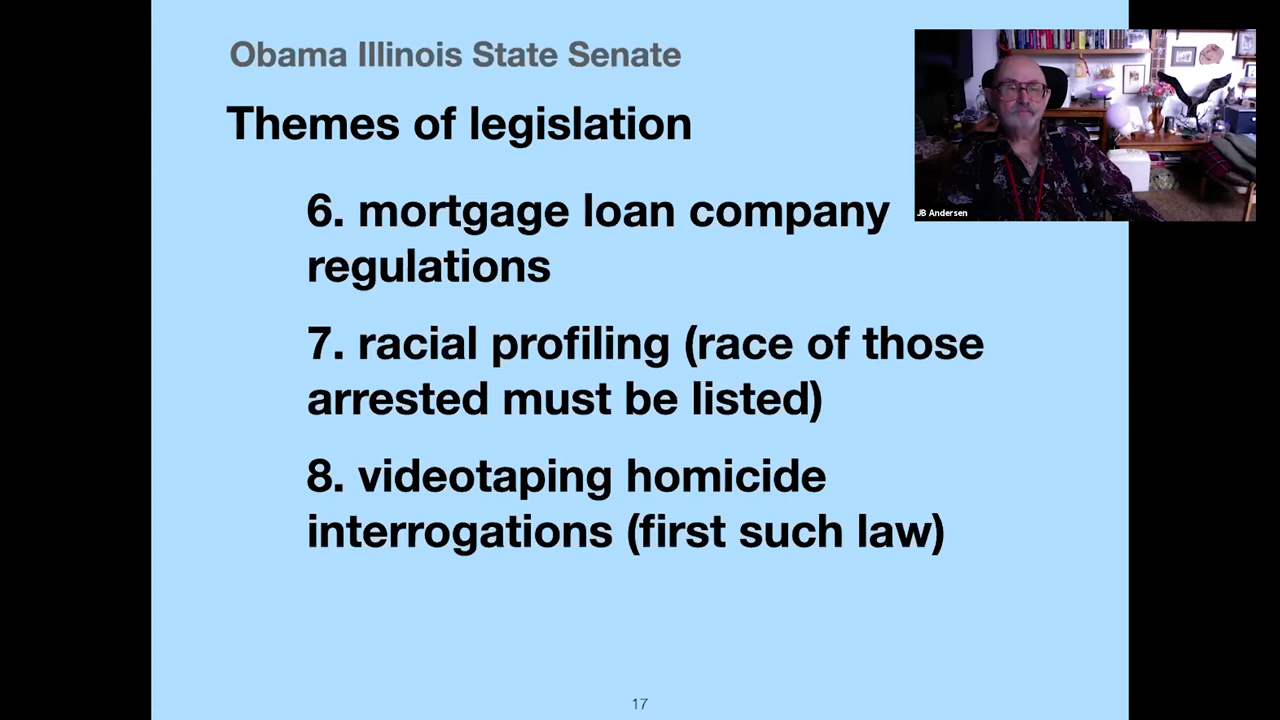 Obama Illinois State Senate
Themes of legislation
6. mortgage loan company
regulations
7. racial profiling (race of those
arrested must be listed)
8. videotaping homicide
interrogations (first such law)
17
JB Andersen